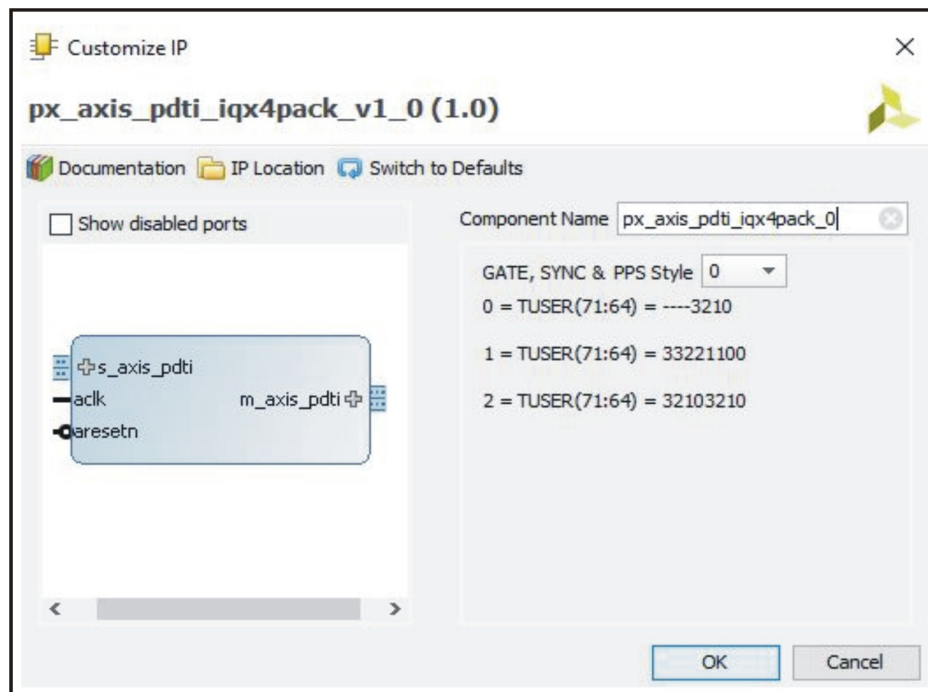 Customize IP
px_axis_pdti_iqx4pack_v1_0 (1.0)
Documentation IP Location Switch to Defaults
Show disabled ports
s_axis_pdti
aclk
m_axis_pdti
aresetn
Component Name px_axis_pdti_iqx4pack_0
GATE, SYNC & PPS Style 0
0 = TUSER(71:64) = ----3210
1 = TUSER(71:64) = 33221100
2 = TUSER(71:64) = 32103210
OK Cancel